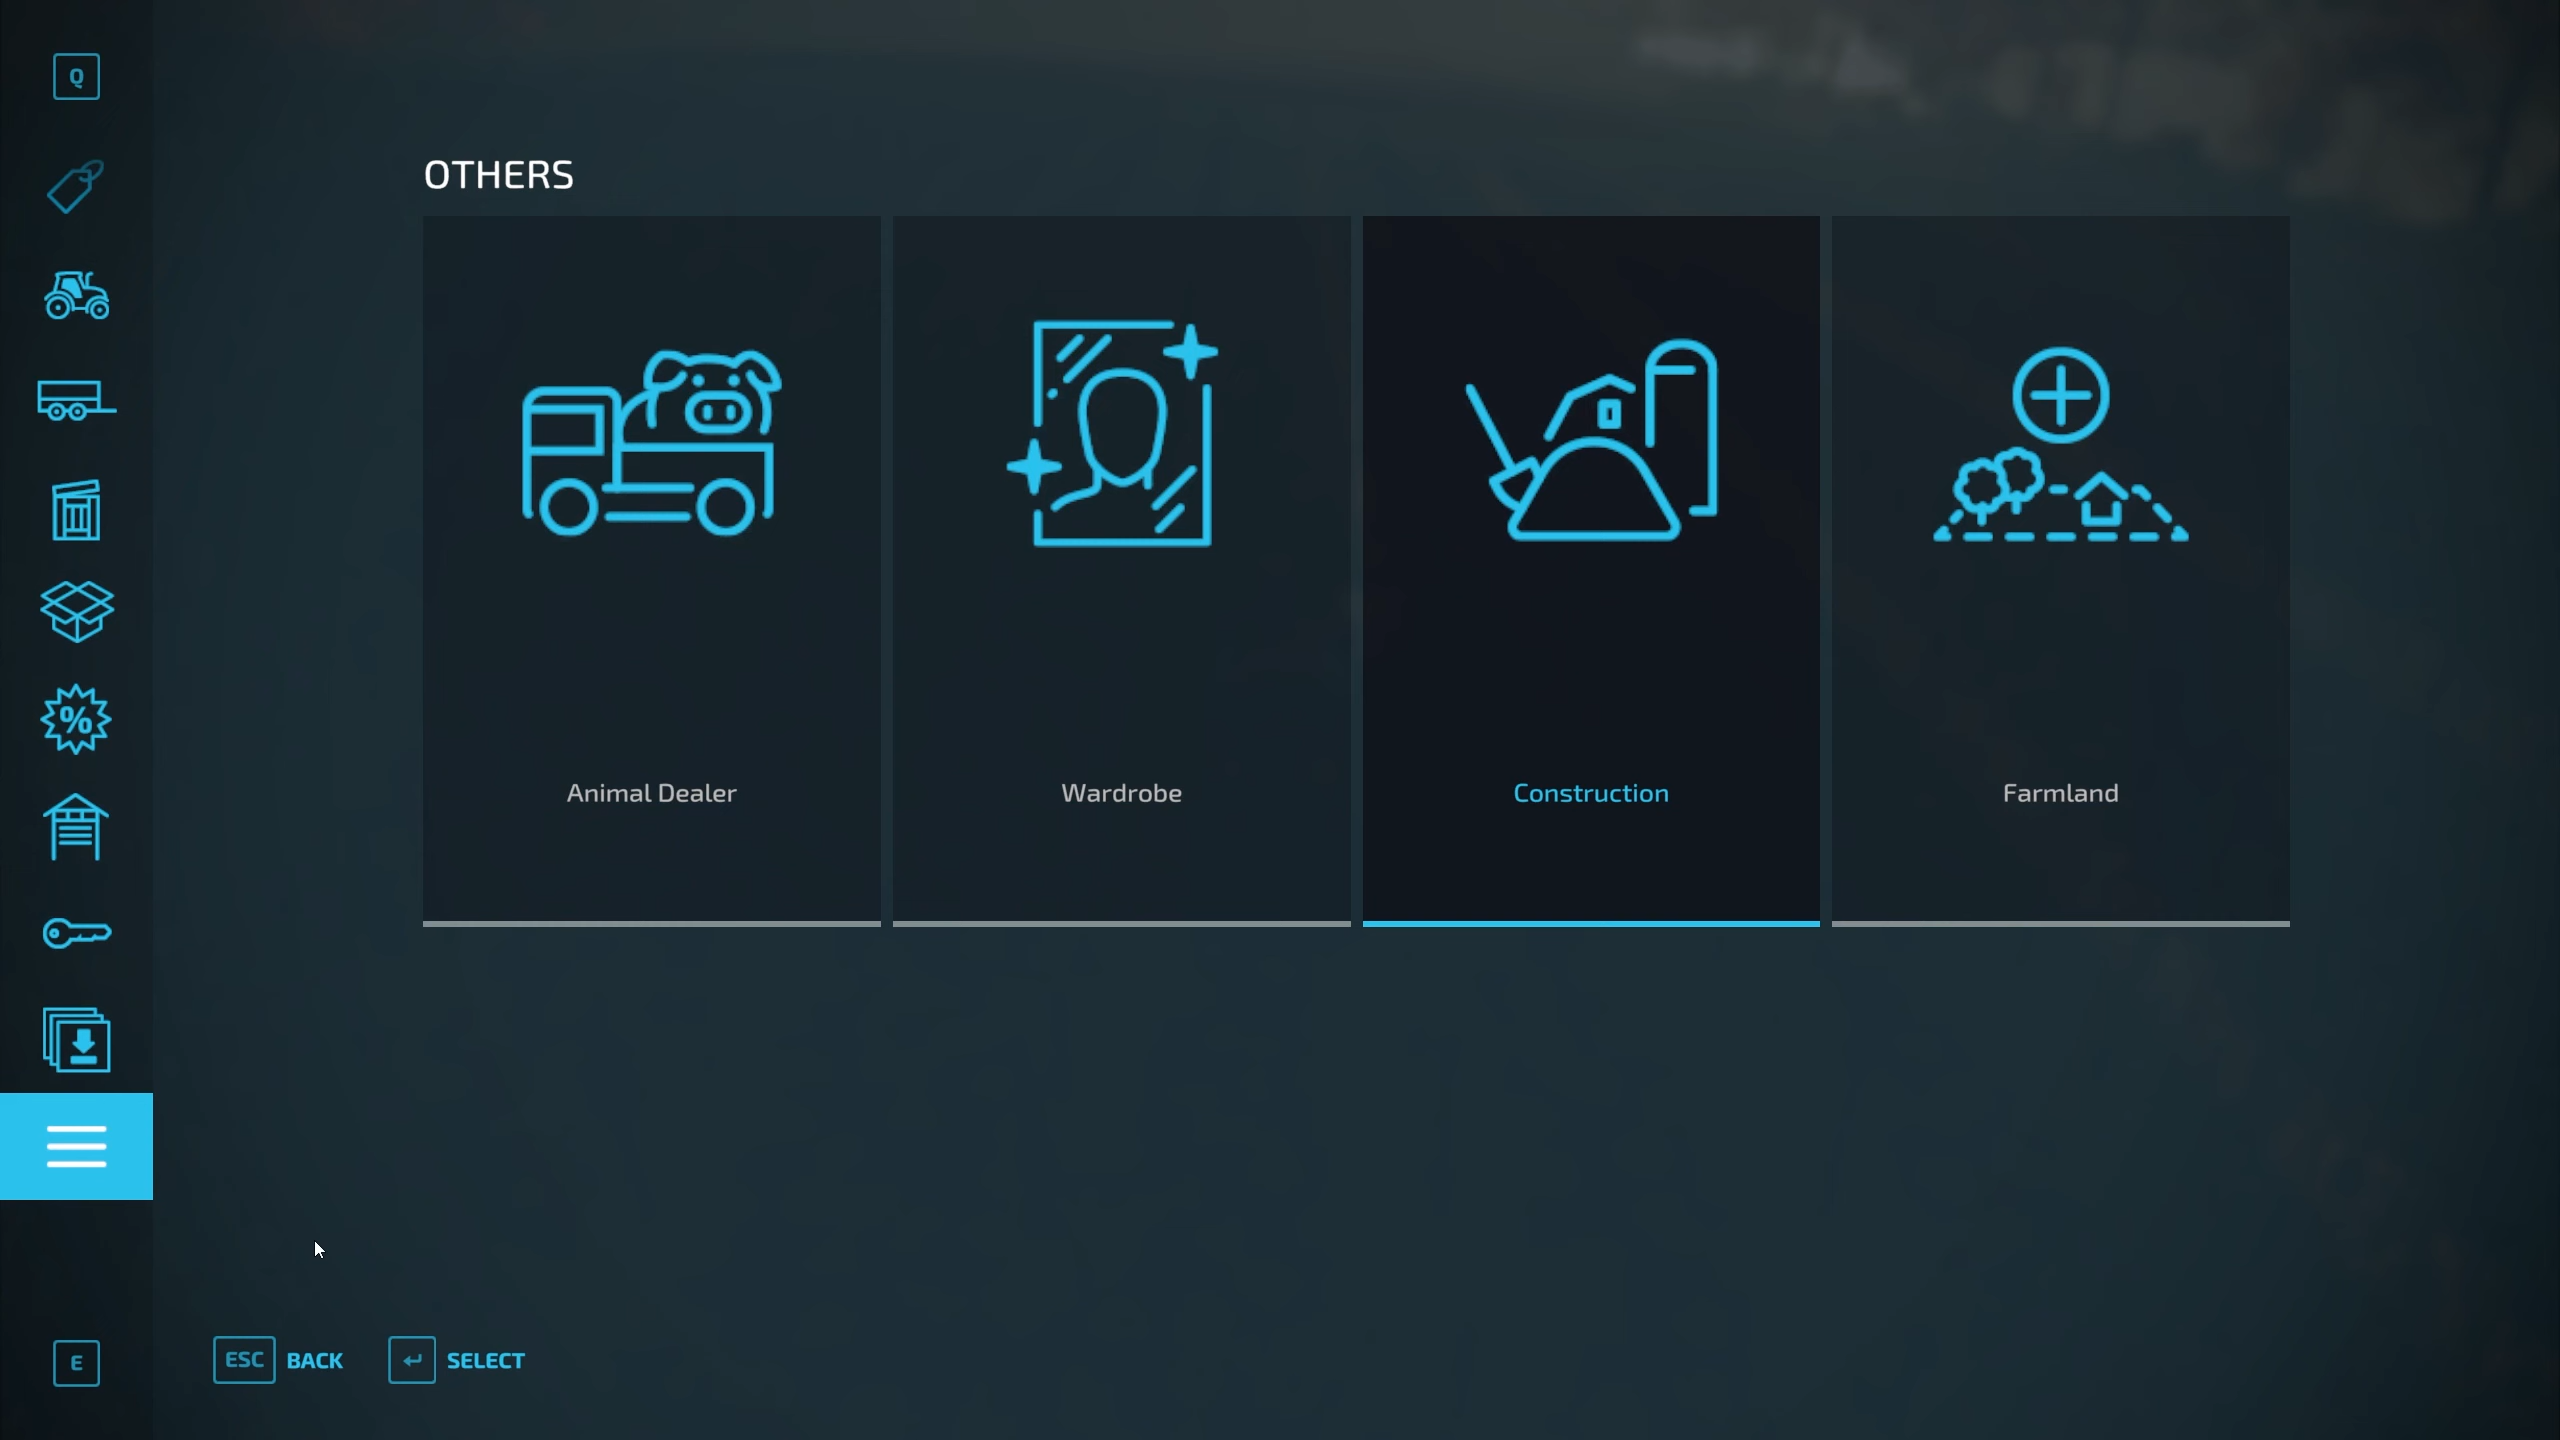 Q
OTHERS
%
Animal Dealer
Wardrobe
Construction
Farmland
E
ESC BACK
SELECT